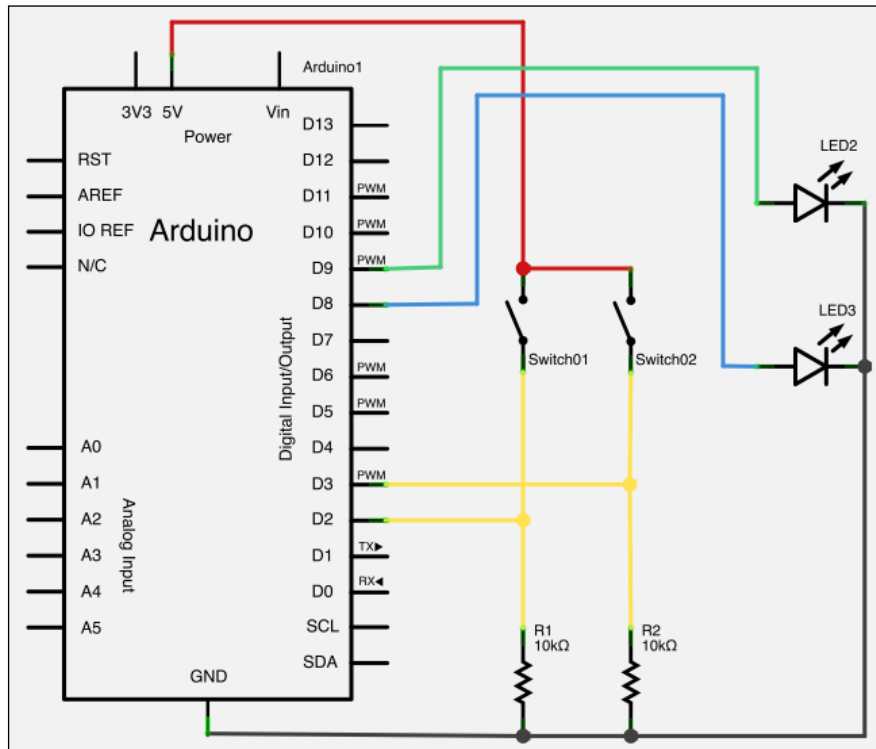 Arduino1
3V3 5V Vin
Power
D13
RST D12
AREF D11 PWM
IO REF Arduino D10 PWM
N/C D9 PWM
D8
D7
D6 PWM
D5 PWM
Digital Input/Output
A0 D4
A1 D3 PWM
A2 D2
A3 D1 TX▶
A4 D0 RX◀
A5 SCL
SDA
Analog Input
GND
Switch01 Switch02
LED2
LED3
R1
10kΩ
R2
10kΩ